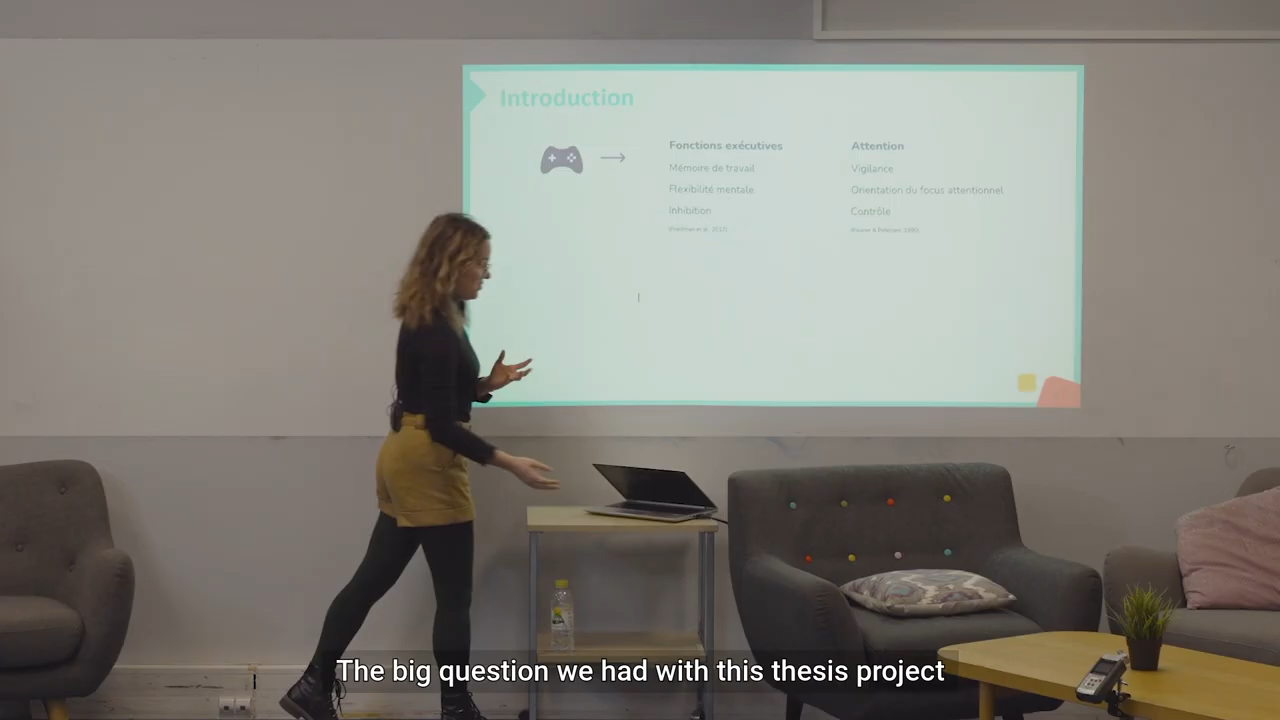 Introduction
Fonctions exécutives
Mémoire de travail
Flexibilité mentale
Inhibition
Attention
Vigilance
Orientation du focus attentionnel
Contrôle
The big question we had with this thesis project